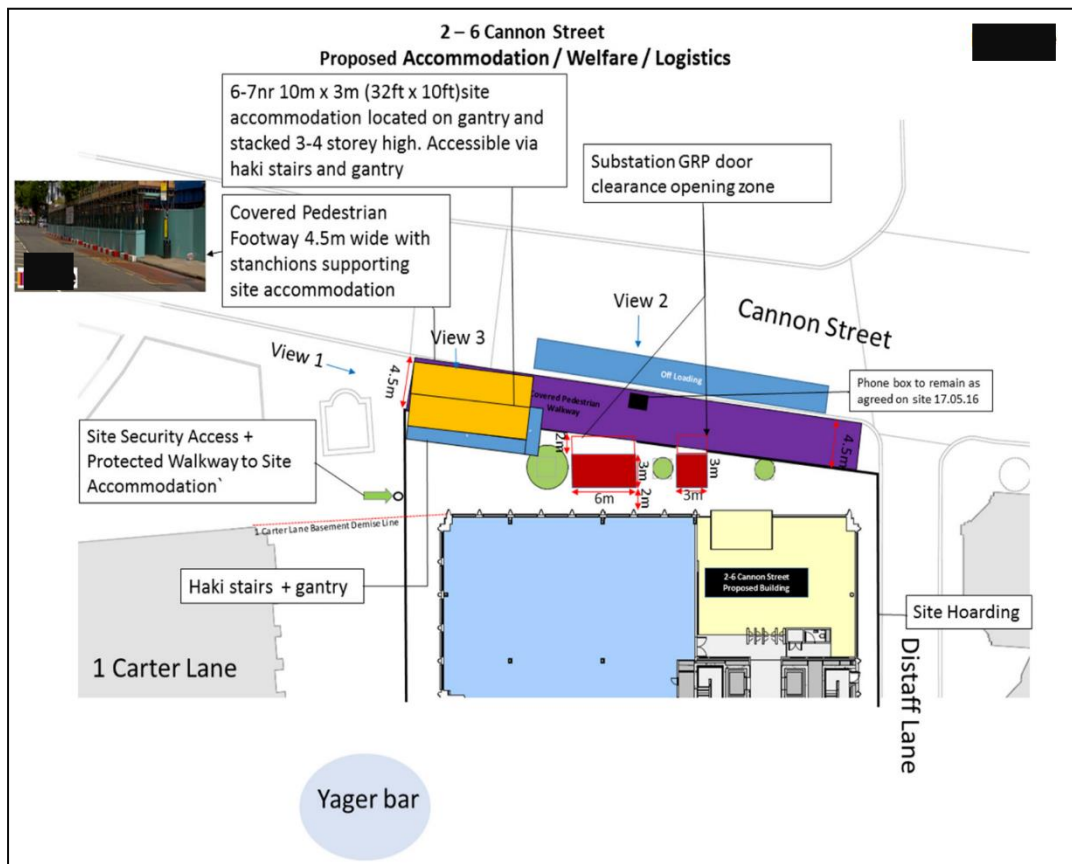 2 – 6 Cannon Street
Proposed Accommodation / Welfare / Logistics
6-7nr 10m x 3m (32ft x 10ft)site
accommodation located on gantry and
stacked 3-4 storey high. Accessible via
haki stairs and gantry
Substation GRP door
clearance opening zone
Covered Pedestrian
Footway 4.5m wide with
stanchions supporting
site accommodation
View 1
View 3
View 2
Cannon Street
Off Loading
4.5m
Covered Pedestrian
Walkway
Phone box to remain as
agreed on site 17.05.16
4.5m
Site Security Access +
Protected Walkway to Site
Accommodation`
2m
3m
6m
2m
3m
3m
1 Carter Lane Basement Demise Line
Haki stairs + gantry
2-6 Cannon Street
Proposed Building
Site Hoarding
1 Carter Lane
Distaff Lane
Yager bar